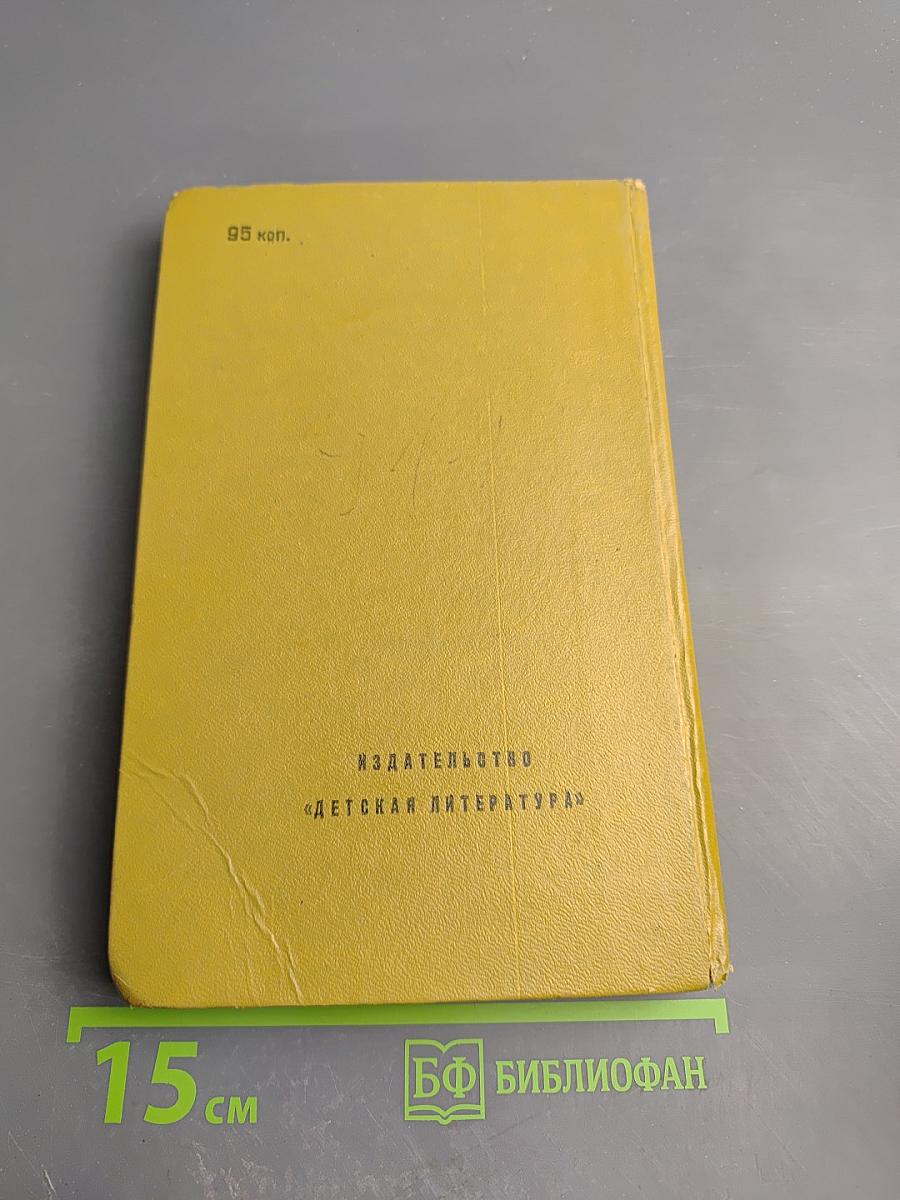 95 коп.
ИЗДАТЕЛЬСТВО
«ДЕТСКАЯ ЛИТЕРАТУРА»
15 см
БФ БИБЛИОФАН